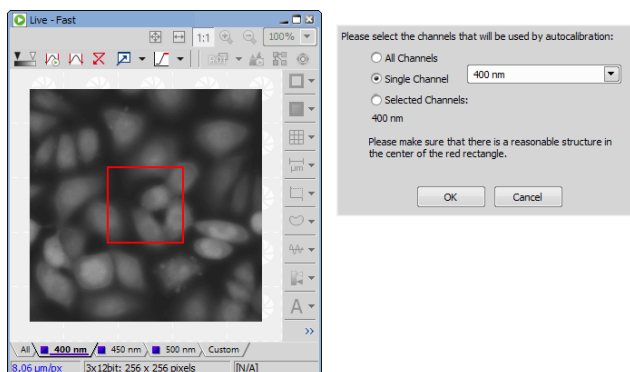 Live - Fast
1:1
100%
ROI
μm
A
>>
All
400 nm
450 nm
500 nm
Custom
8.06 μm/px
3x12bit: 256 x 256 pixels
[N/A]
Please select the channels that will be used by autocalibration:
All Channels
Single Channel
400 nm
Selected Channels:
400 nm
Please make sure that there is a reasonable structure in
the center of the red rectangle.
OK
Cancel